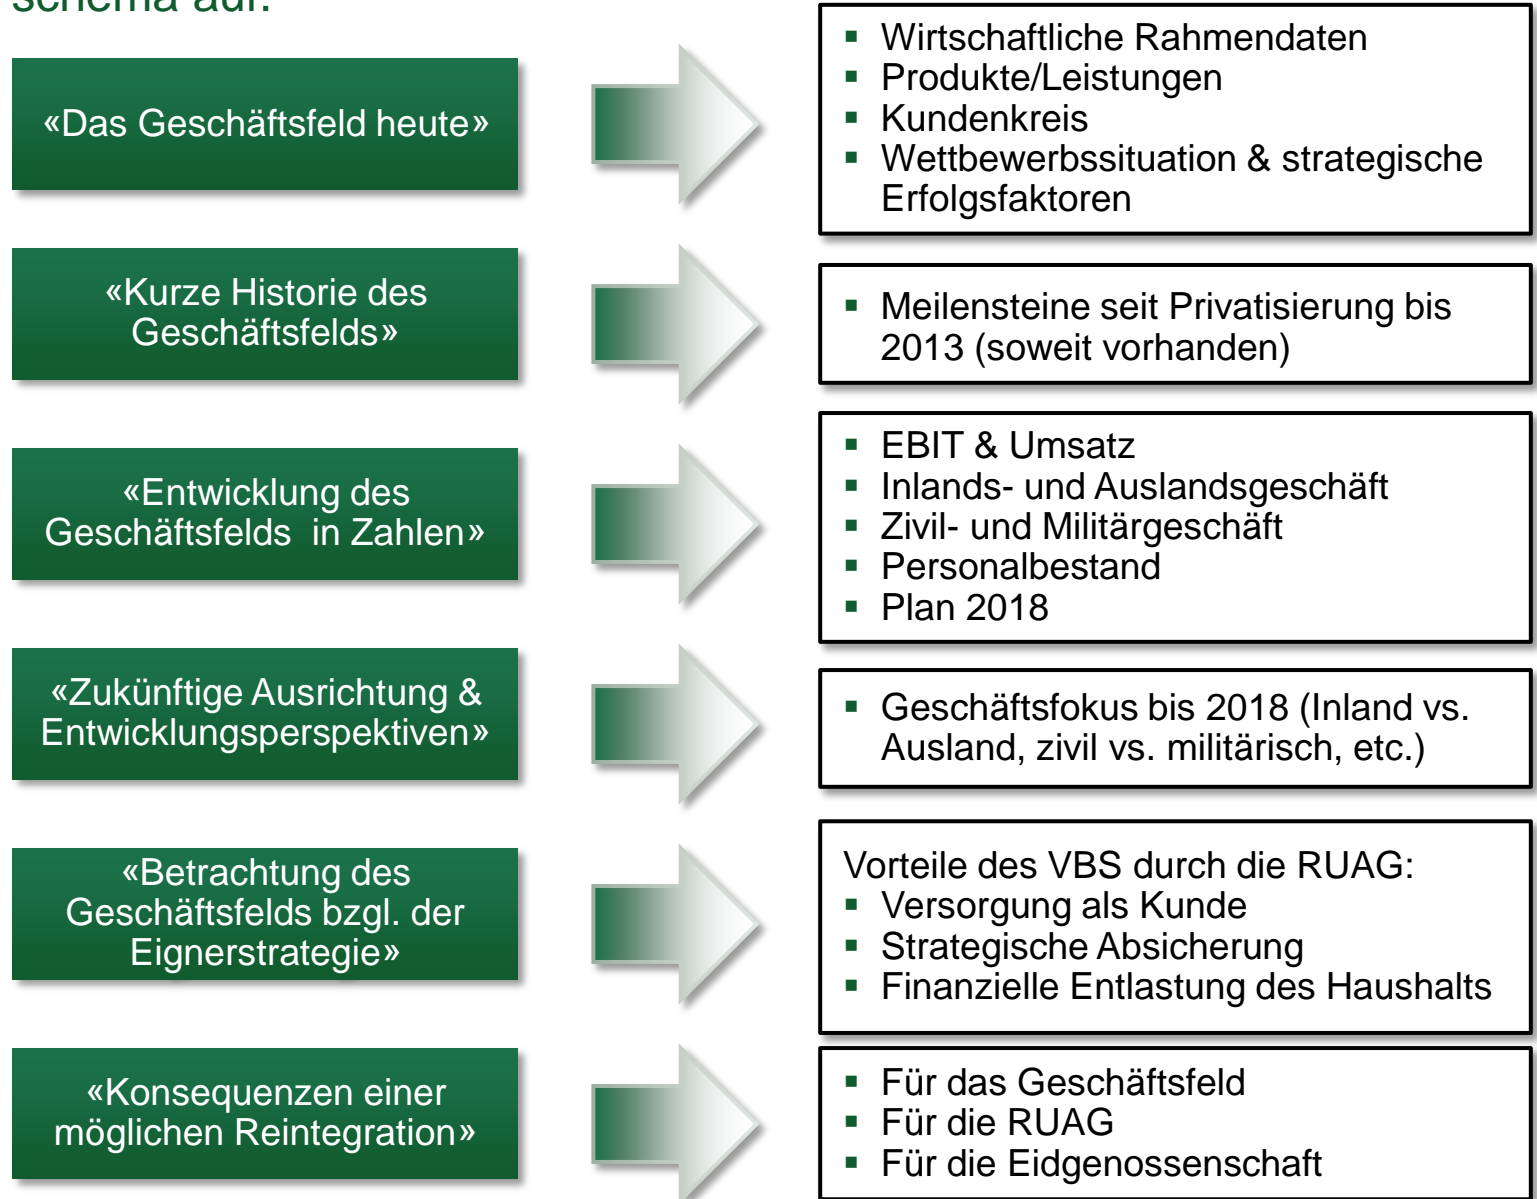 schema auf:
«Das Geschäftsfeld heute»
▪ Wirtschaftliche Rahmendaten
▪ Produkte/Leistungen
▪ Kundenkreis
▪ Wettbewerbssituation & strategische
Erfolgsfaktoren
«Kurze Historie des
Geschäftsfelds»
▪ Meilensteine seit Privatisierung bis
2013 (soweit vorhanden)
«Entwicklung des
Geschäftsfelds in Zahlen»
▪ EBIT & Umsatz
▪ Inlands- und Auslandsgeschäft
▪ Zivil- und Militärgeschäft
▪ Personalbestand
▪ Plan 2018
«Zukünftige Ausrichtung &
Entwicklungsperspektiven»
▪ Geschäftsfokus bis 2018 (Inland vs.
Ausland, zivil vs. militärisch, etc.)
«Betrachtung des
Geschäftsfelds bzgl. der
Eignerstrategie»
Vorteile des VBS durch die RUAG:
▪ Versorgung als Kunde
▪ Strategische Absicherung
▪ Finanzielle Entlastung des Haushalts
«Konsequenzen einer
möglichen Reintegration»
▪ Für das Geschäftsfeld
▪ Für die RUAG
▪ Für die Eidgenossenschaft